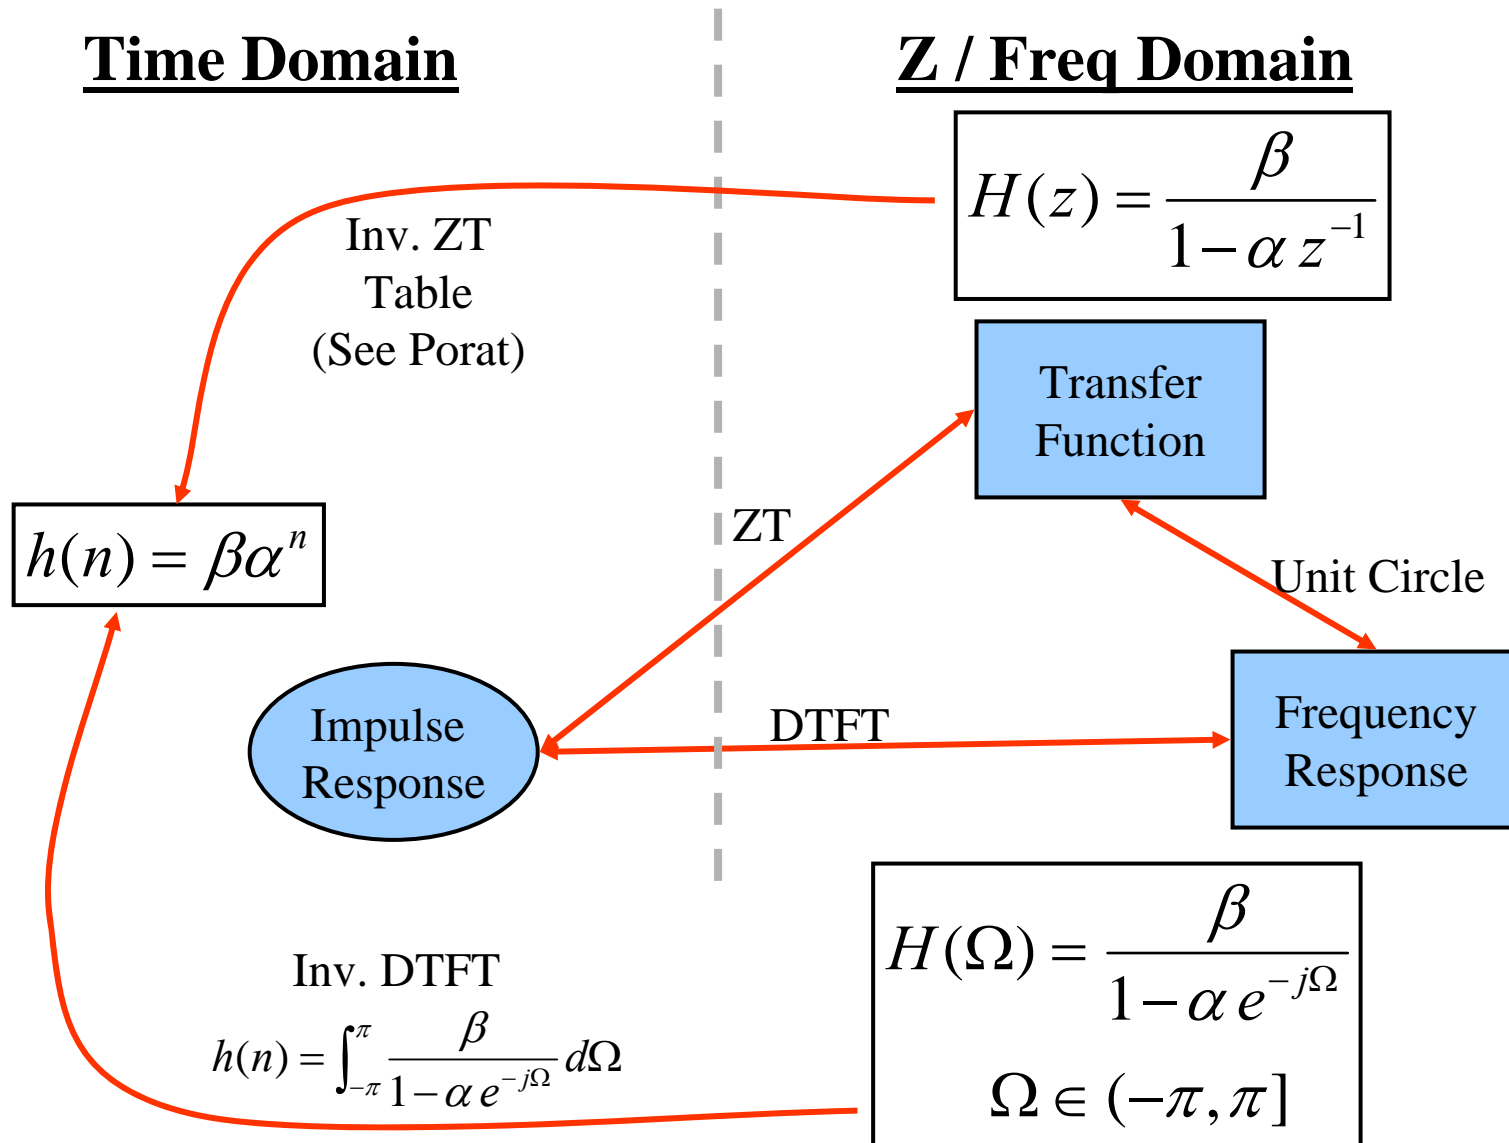 Time Domain
Z / Freq Domain
H(z) = β / (1 − α z⁻¹)
Inv. ZT
Table
(See Porat)
Transfer
Function
ZT
h(n) = βαⁿ
Unit Circle
Impulse
Response
DTFT
Frequency
Response
Inv. DTFT
h(n) = ∫_{−π}^{π} β / (1 − α e^{−jΩ}) dΩ
H(Ω) = β / (1 − α e^{−jΩ})
Ω ∈ (−π, π]